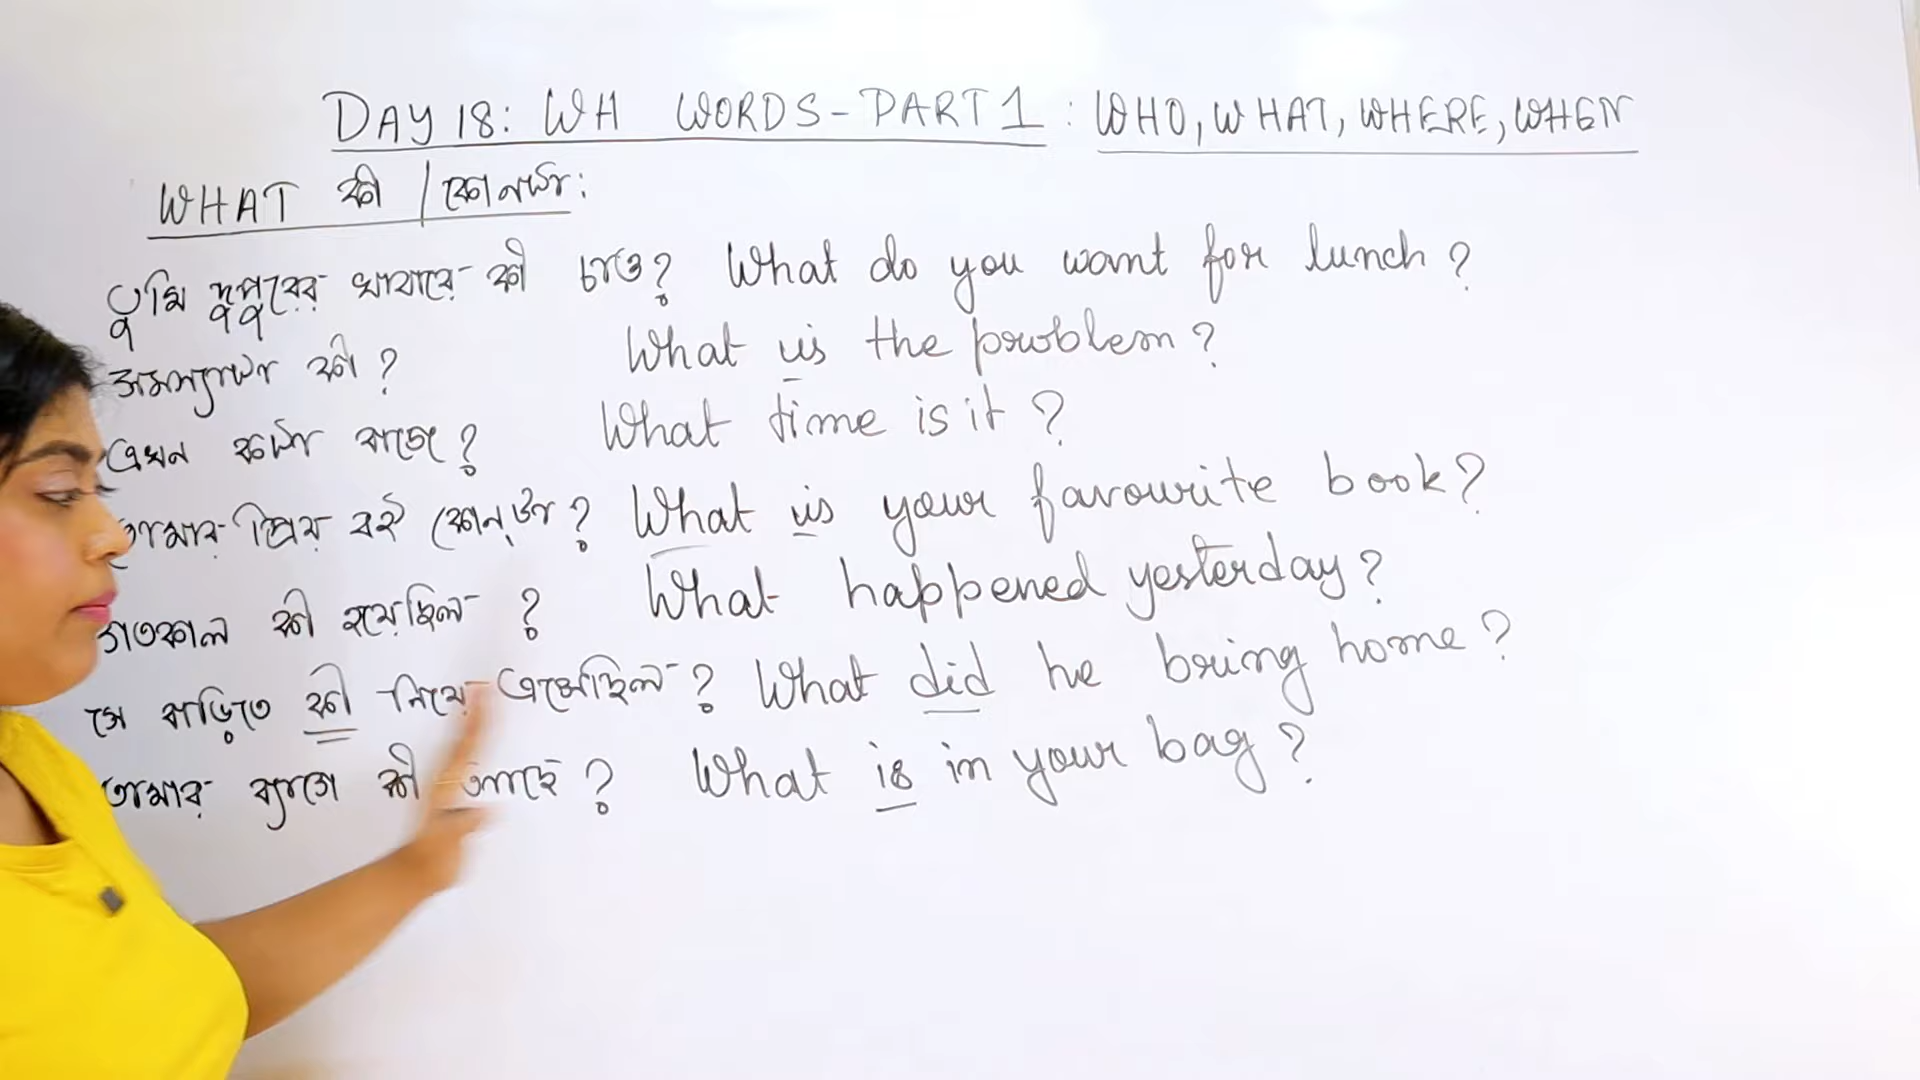 DAY 18: WH WORDS - PART 1 : WHO, WHAT, WHERE, WHEN
WHAT কী / কোনটা :
তুমি দুপুরের খাবারে কী চাও? What do you want for lunch?
সমস্যাটা কী? What is the problem?
এখন কটা বাজে? What time is it?
তোমার প্রিয় বই কোনটা? What is your favourite book?
গতকাল কী হয়েছিল? What happened yesterday?
সে বাড়িতে কী নিয়ে এসেছিল? What did he bring home?
তোমার ব্যাগে কী আছে? What is in your bag?